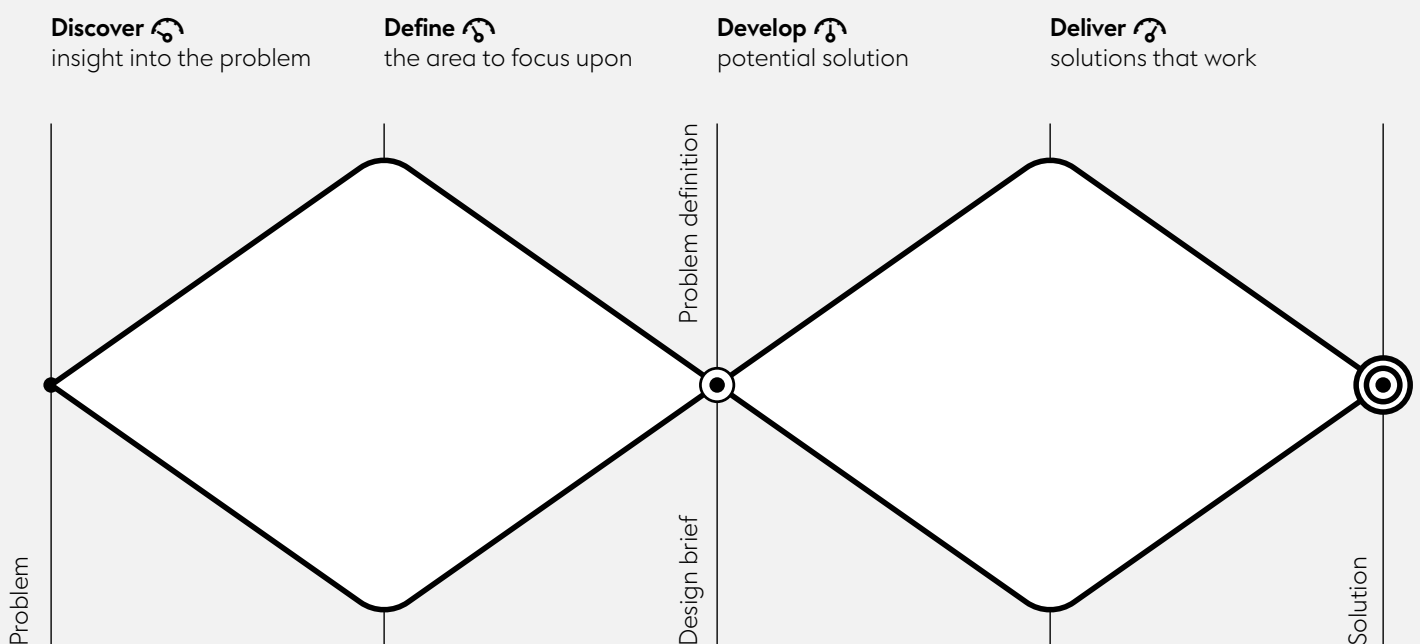 Discover
insight into the problem
Define
the area to focus upon
Develop
potential solution
Deliver
solutions that work
Problem
Problem definition
Design brief
Solution